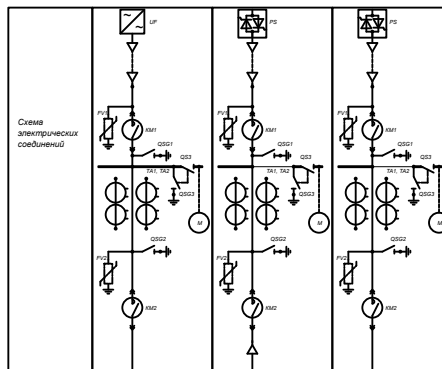 Схема
электрических
соединений
UF
FV1
KM1
QSG1
QS3
TA1, TA2
QSG3
M
QSG2
FV2
KM2
PS
FV1
KM1
QSG1
QS3
TA1, TA2
QSG3
M
QSG2
FV2
KM2
PS
FV1
KM1
QSG1
QS3
TA1, TA2
QSG3
M
QSG2
FV2
KM2